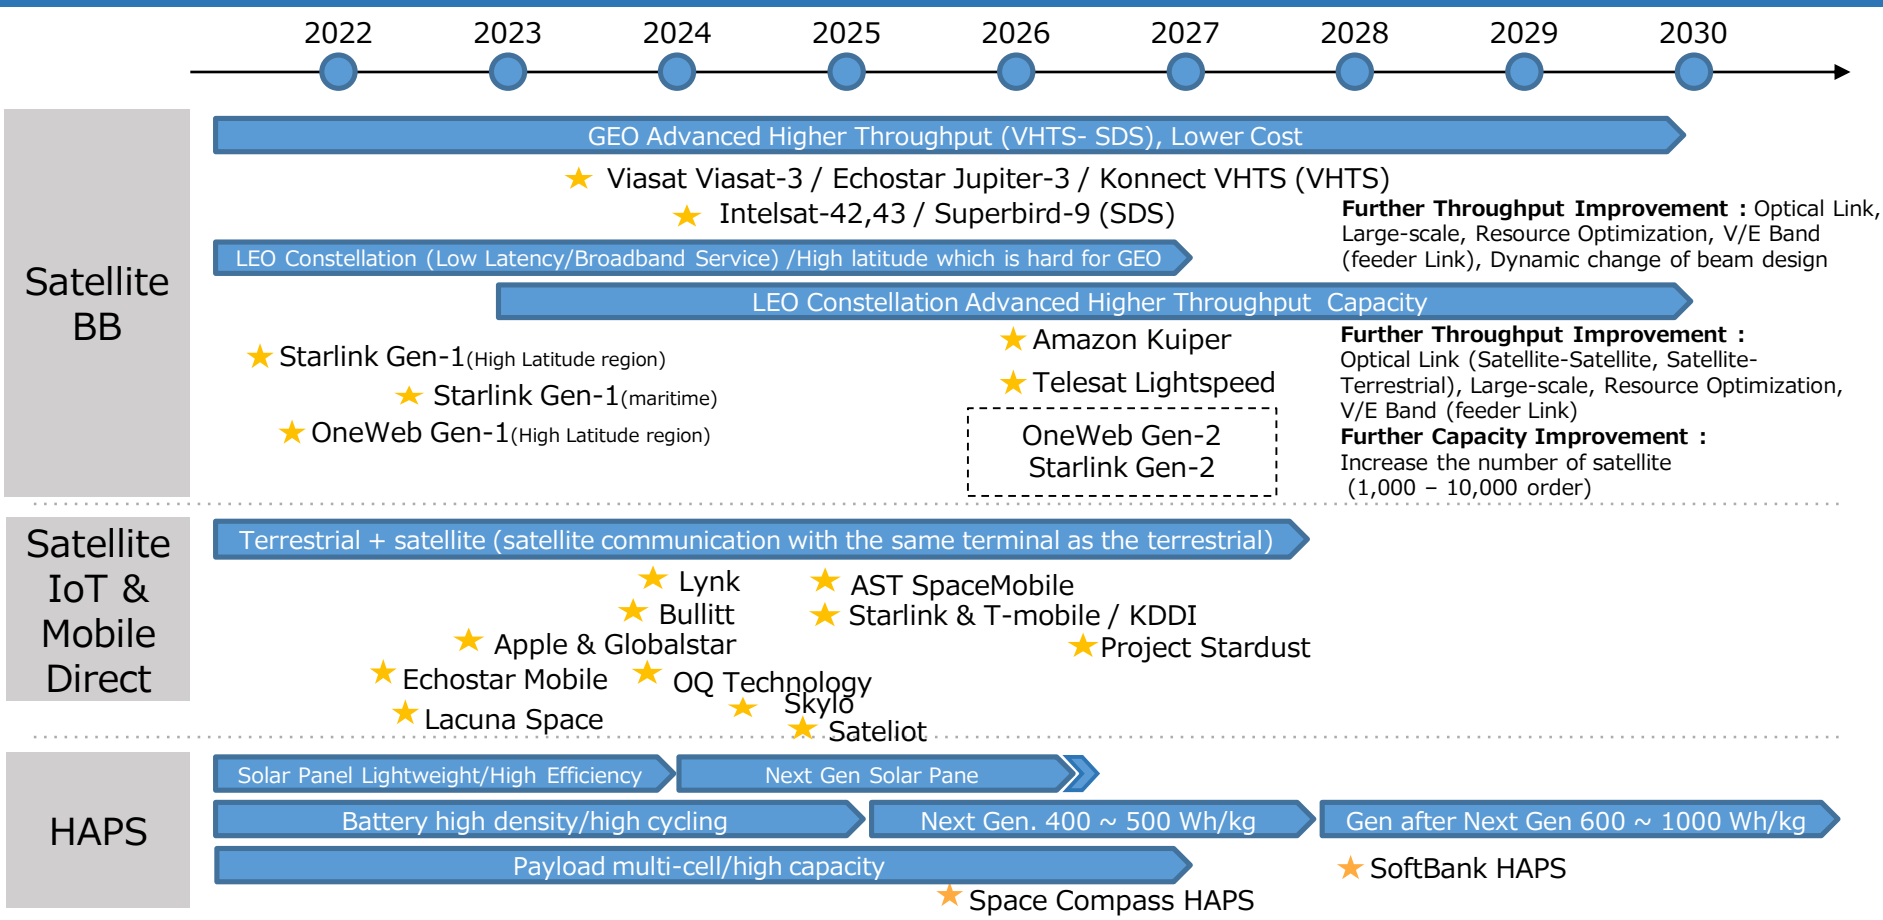 2022 2023 2024 2025 2026 2027 2028 2029 2030
Satellite
BB
GEO Advanced Higher Throughput (VHTS- SDS), Lower Cost
Viasat Viasat-3 / Echostar Jupiter-3 / Konnect VHTS (VHTS)
Intelsat-42,43 / Superbird-9 (SDS)
Further Throughput Improvement : Optical Link,
Large-scale, Resource Optimization, V/E Band
(feeder Link), Dynamic change of beam design
LEO Constellation (Low Latency/Broadband Service) /High latitude which is hard for GEO
LEO Constellation Advanced Higher Throughput Capacity
Starlink Gen-1(High Latitude region)
Starlink Gen-1(maritime)
OneWeb Gen-1(High Latitude region)
Amazon Kuiper
Telesat Lightspeed
OneWeb Gen-2
Starlink Gen-2
Further Throughput Improvement :
Optical Link (Satellite-Satellite, Satellite-
Terrestrial), Large-scale, Resource Optimization,
V/E Band (feeder Link)
Further Capacity Improvement :
Increase the number of satellite
(1,000 – 10,000 order)
Satellite
IoT &
Mobile
Direct
Terrestrial + satellite (satellite communication with the same terminal as the terrestrial)
Lynk
AST SpaceMobile
Bullitt
Starlink & T-mobile / KDDI
Apple & Globalstar
Project Stardust
Echostar Mobile
OQ Technology
Skylo
Lacuna Space
Sateliot
HAPS
Solar Panel Lightweight/High Efficiency
Next Gen Solar Pane
Battery high density/high cycling
Next Gen. 400 ~ 500 Wh/kg
Gen after Next Gen 600 ~ 1000 Wh/kg
Payload multi-cell/high capacity
SoftBank HAPS
Space Compass HAPS